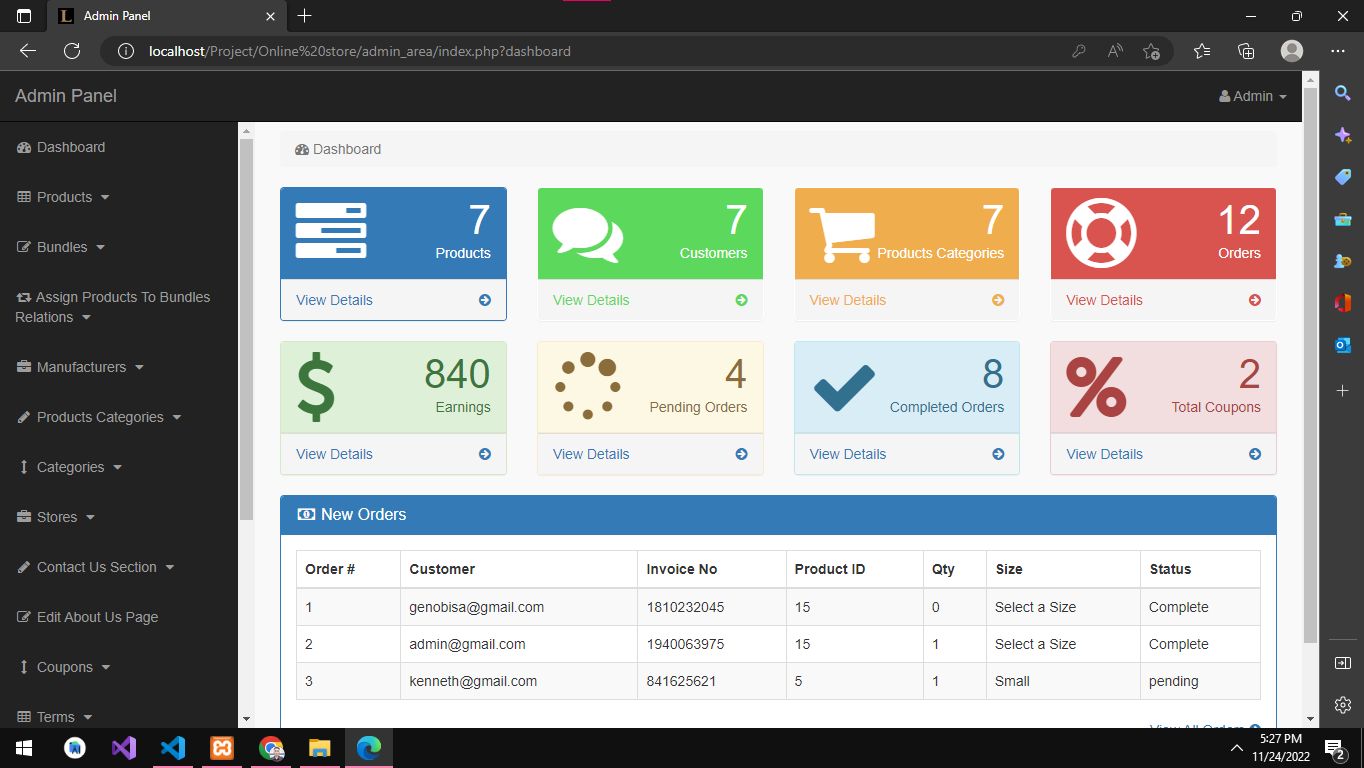 Admin Panel
localhost/Project/Online%20store/admin_area/index.php?dashboard
Admin Panel
Admin
Dashboard
Products
Bundles
Assign Products To Bundles
Relations
Manufacturers
Products Categories
Categories
Stores
Contact Us Section
Edit About Us Page
Coupons
Terms
Dashboard
7
Products
View Details
7
Customers
View Details
7
Products Categories
View Details
12
Orders
View Details
840
Earnings
View Details
4
Pending Orders
View Details
8
Completed Orders
View Details
2
Total Coupons
View Details
New Orders
Order # Customer Invoice No Product ID Qty Size Status
1 genobisa@gmail.com 1810232045 15 0 Select a Size Complete
2 admin@gmail.com 1940063975 15 1 Select a Size Complete
3 kenneth@gmail.com 841625621 5 1 Small pending
View All Orders
5:27 PM
11/24/2022
2